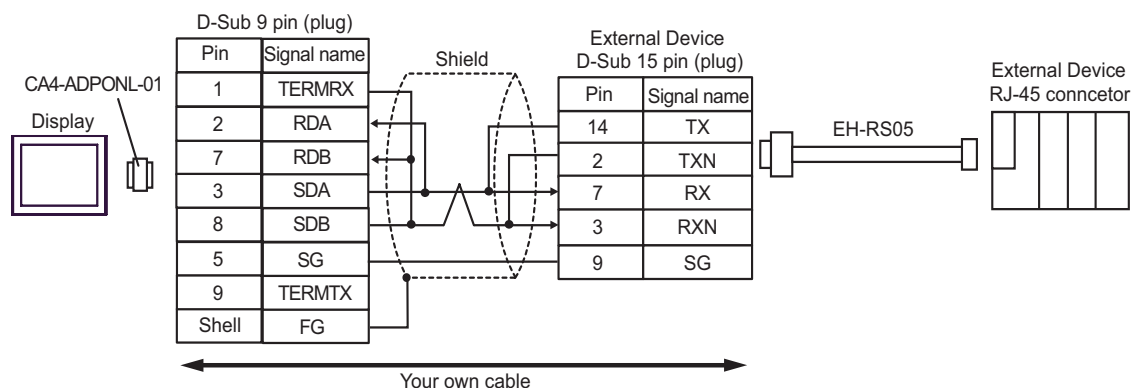 D-Sub 9 pin (plug)
Pin Signal name
1 TERMRX
2 RDA
7 RDB
3 SDA
8 SDB
5 SG
9 TERMTX
Shell FG
CA4-ADPONL-01
Display
Shield
External Device
D-Sub 15 pin (plug)
Pin Signal name
14 TX
2 TXN
7 RX
3 RXN
9 SG
EH-RS05
External Device
RJ-45 conncetor
Your own cable